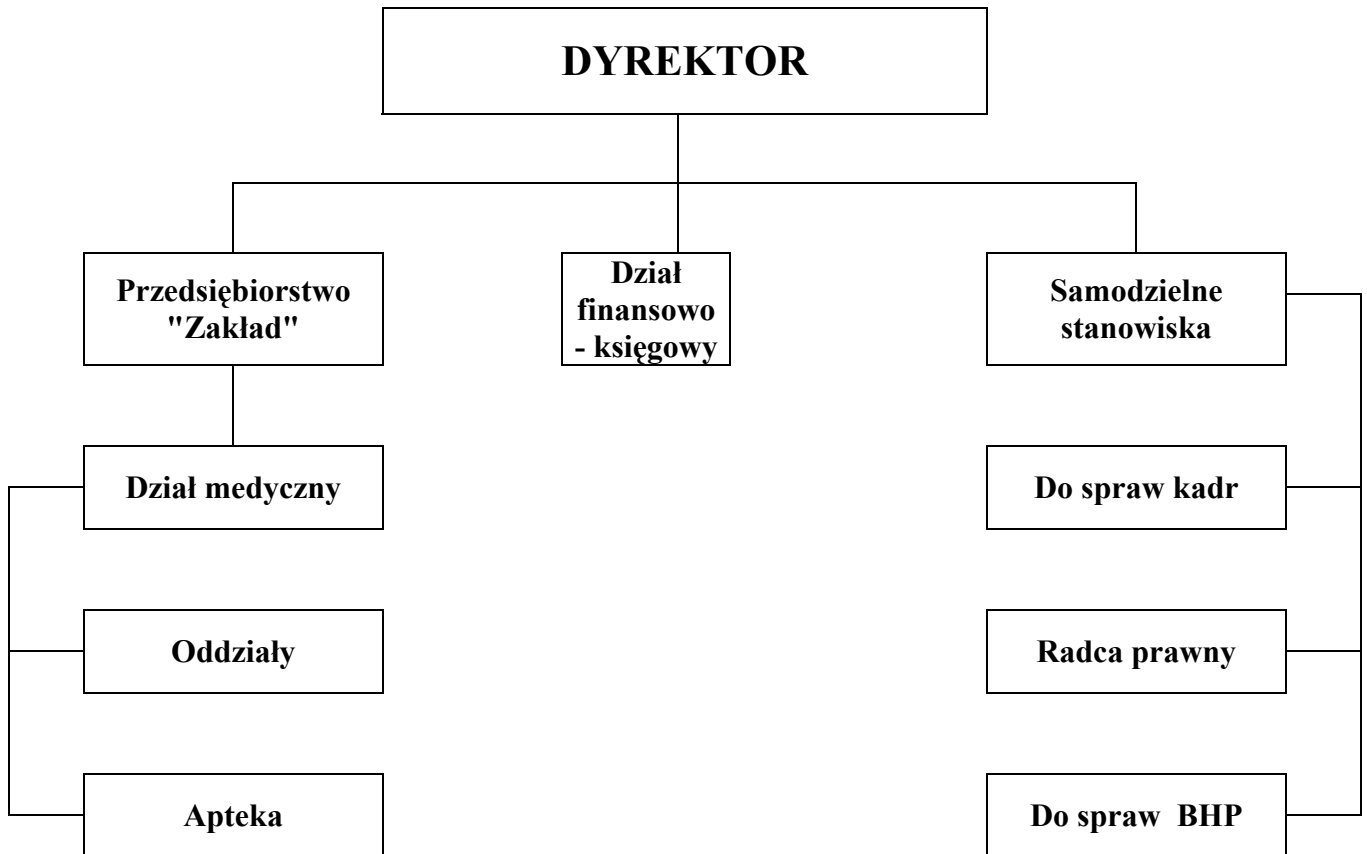 DYREKTOR
Przedsiębiorstwo
"Zakład"
Dział
finansowo
- księgowy
Samodzielne
stanowiska
Dział medyczny
Do spraw kadr
Oddziały
Radca prawny
Apteka
Do spraw  BHP